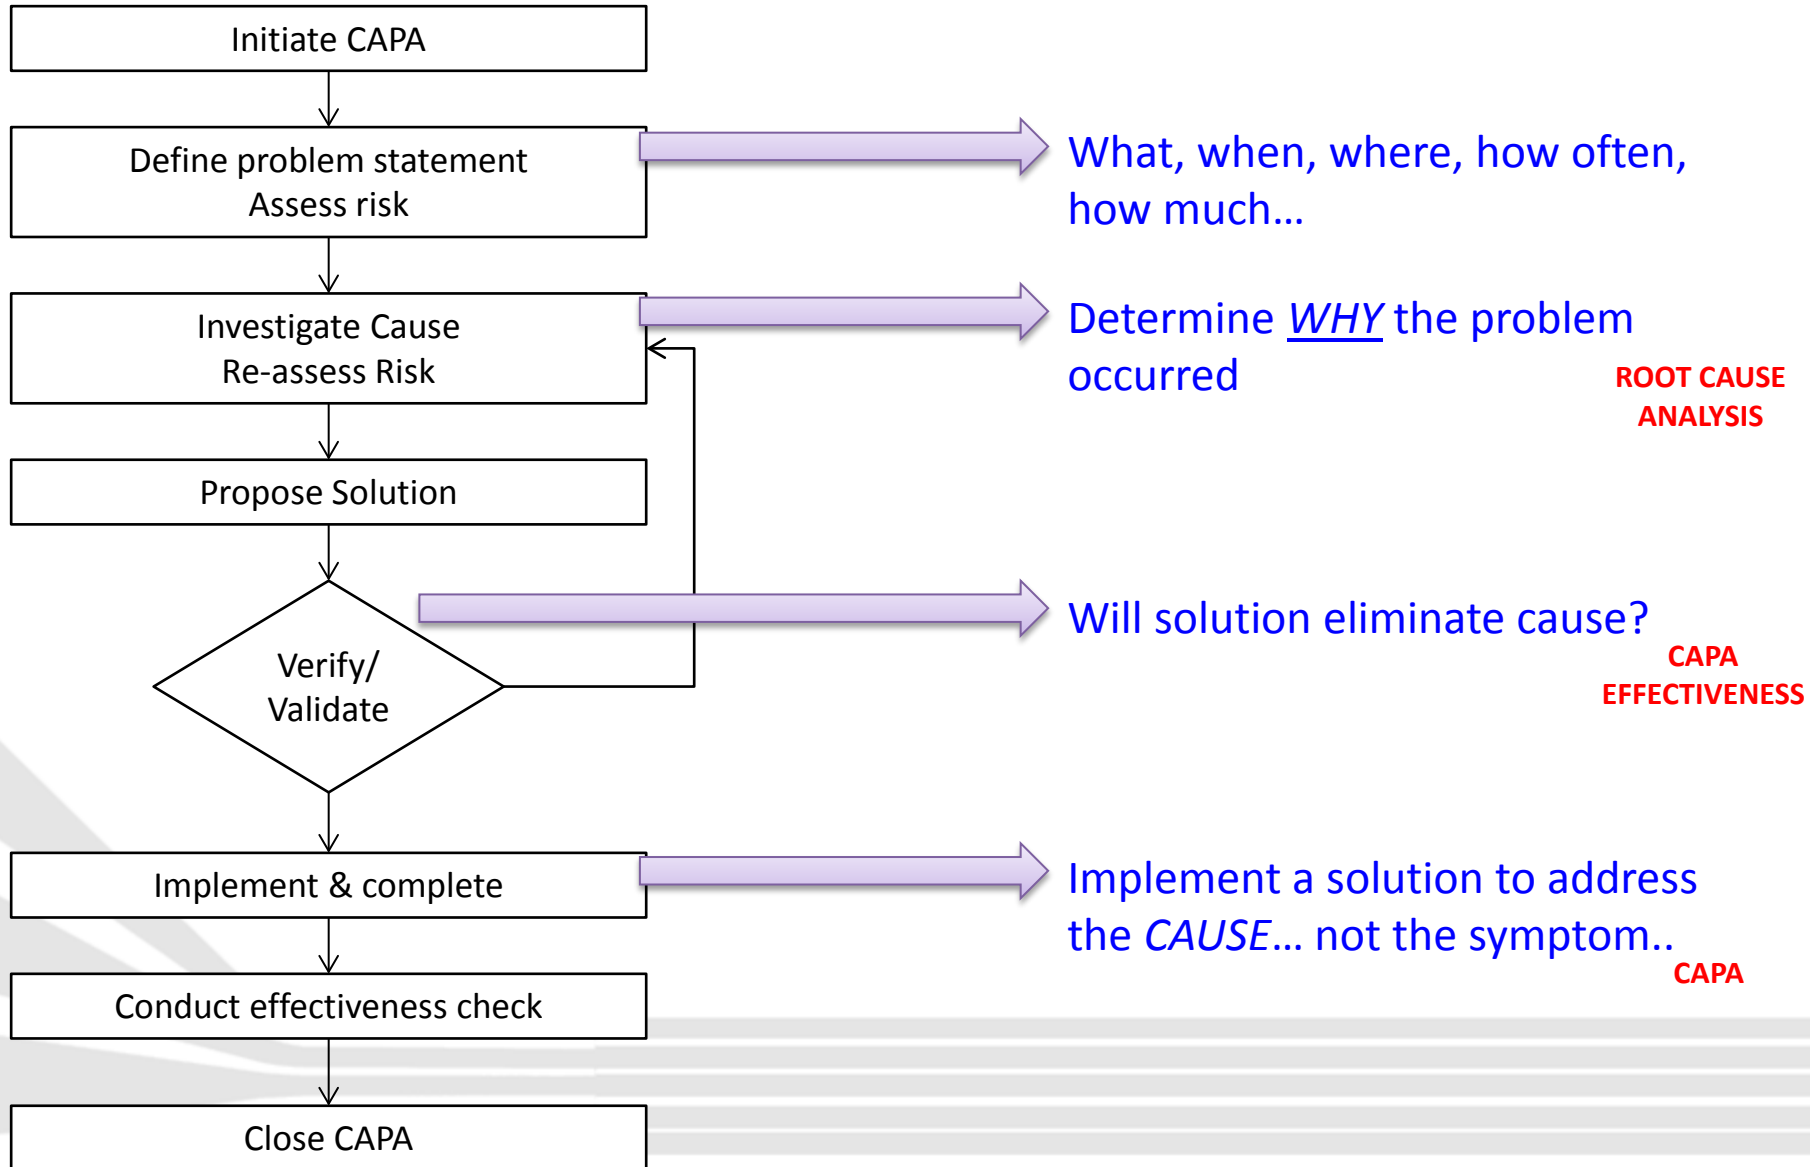 Initiate CAPA
Define problem statement
Assess risk
What, when, where, how often,
how much...
Investigate Cause
Re-assess Risk
Determine WHY the problem
occurred
ROOT CAUSE
ANALYSIS
Propose Solution
Verify/
Validate
Will solution eliminate cause?
CAPA
EFFECTIVENESS
Implement & complete
Implement a solution to address
the CAUSE... not the symptom..
CAPA
Conduct effectiveness check
Close CAPA